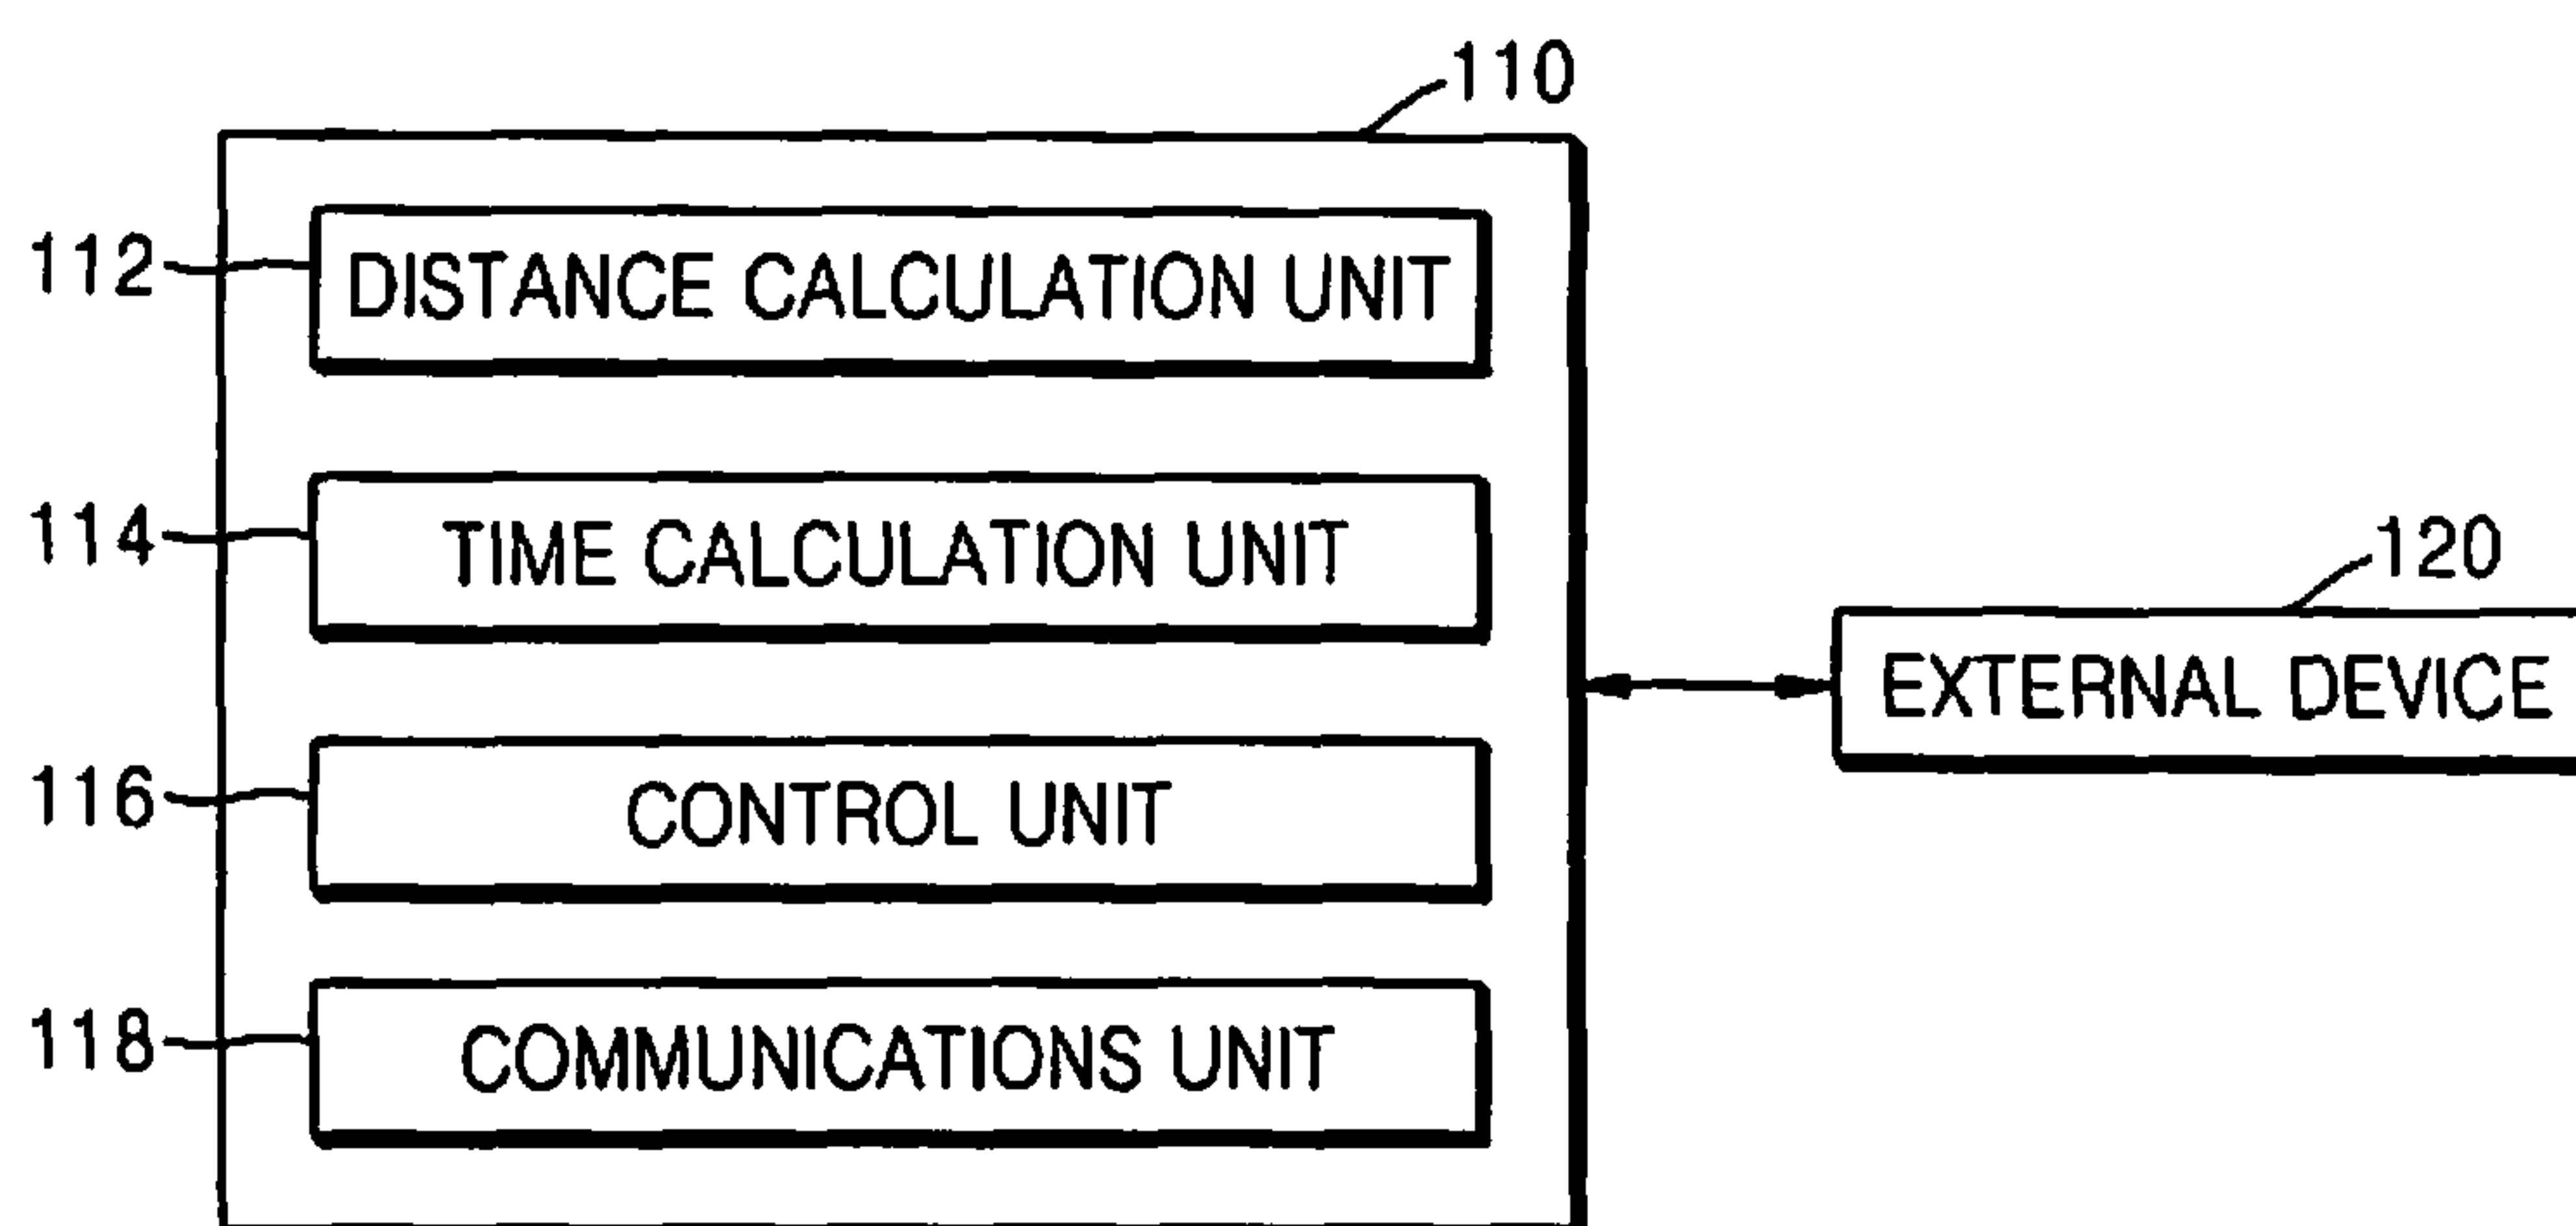 110
112 DISTANCE CALCULATION UNIT
114 TIME CALCULATION UNIT
120
EXTERNAL DEVICE
116 CONTROL UNIT
118 COMMUNICATIONS UNIT